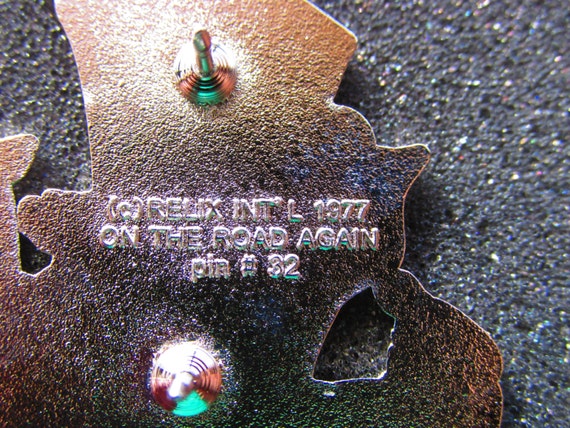 (c) RELIX INT'L 1977
ON THE ROAD AGAIN
pin # 32